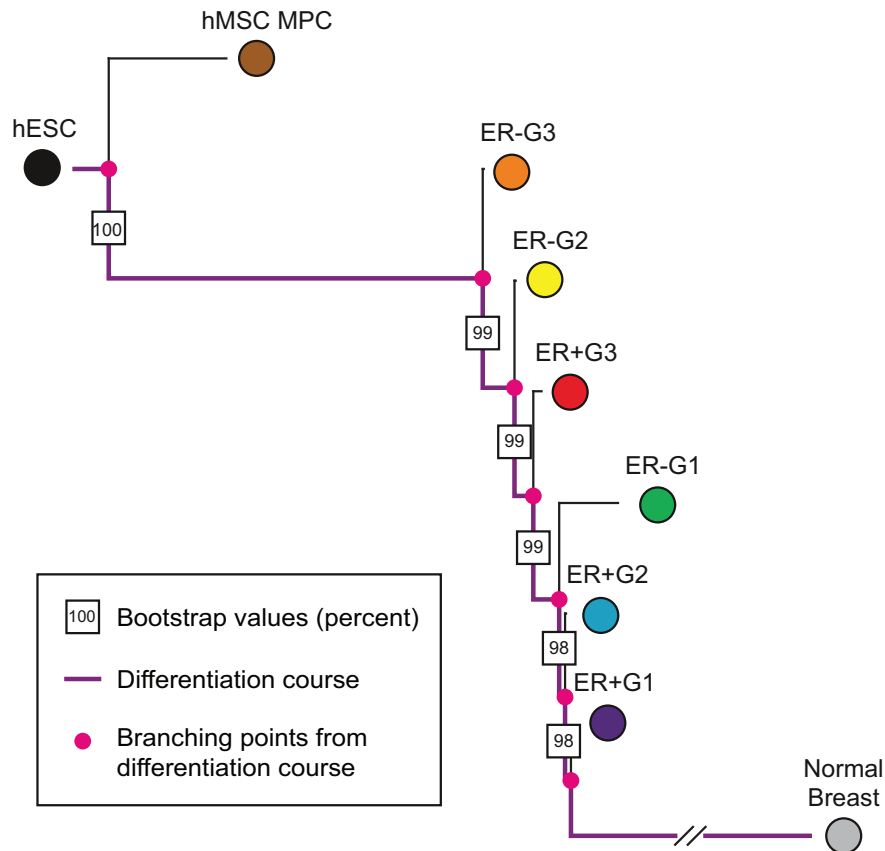 hMSC MPC
hESC
ER-G3
100
ER-G2
99
ER+G3
99
ER-G1
99
ER+G2
98
ER+G1
98
Normal
Breast
100 Bootstrap values (percent)
Differentiation course
Branching points from
differentiation course